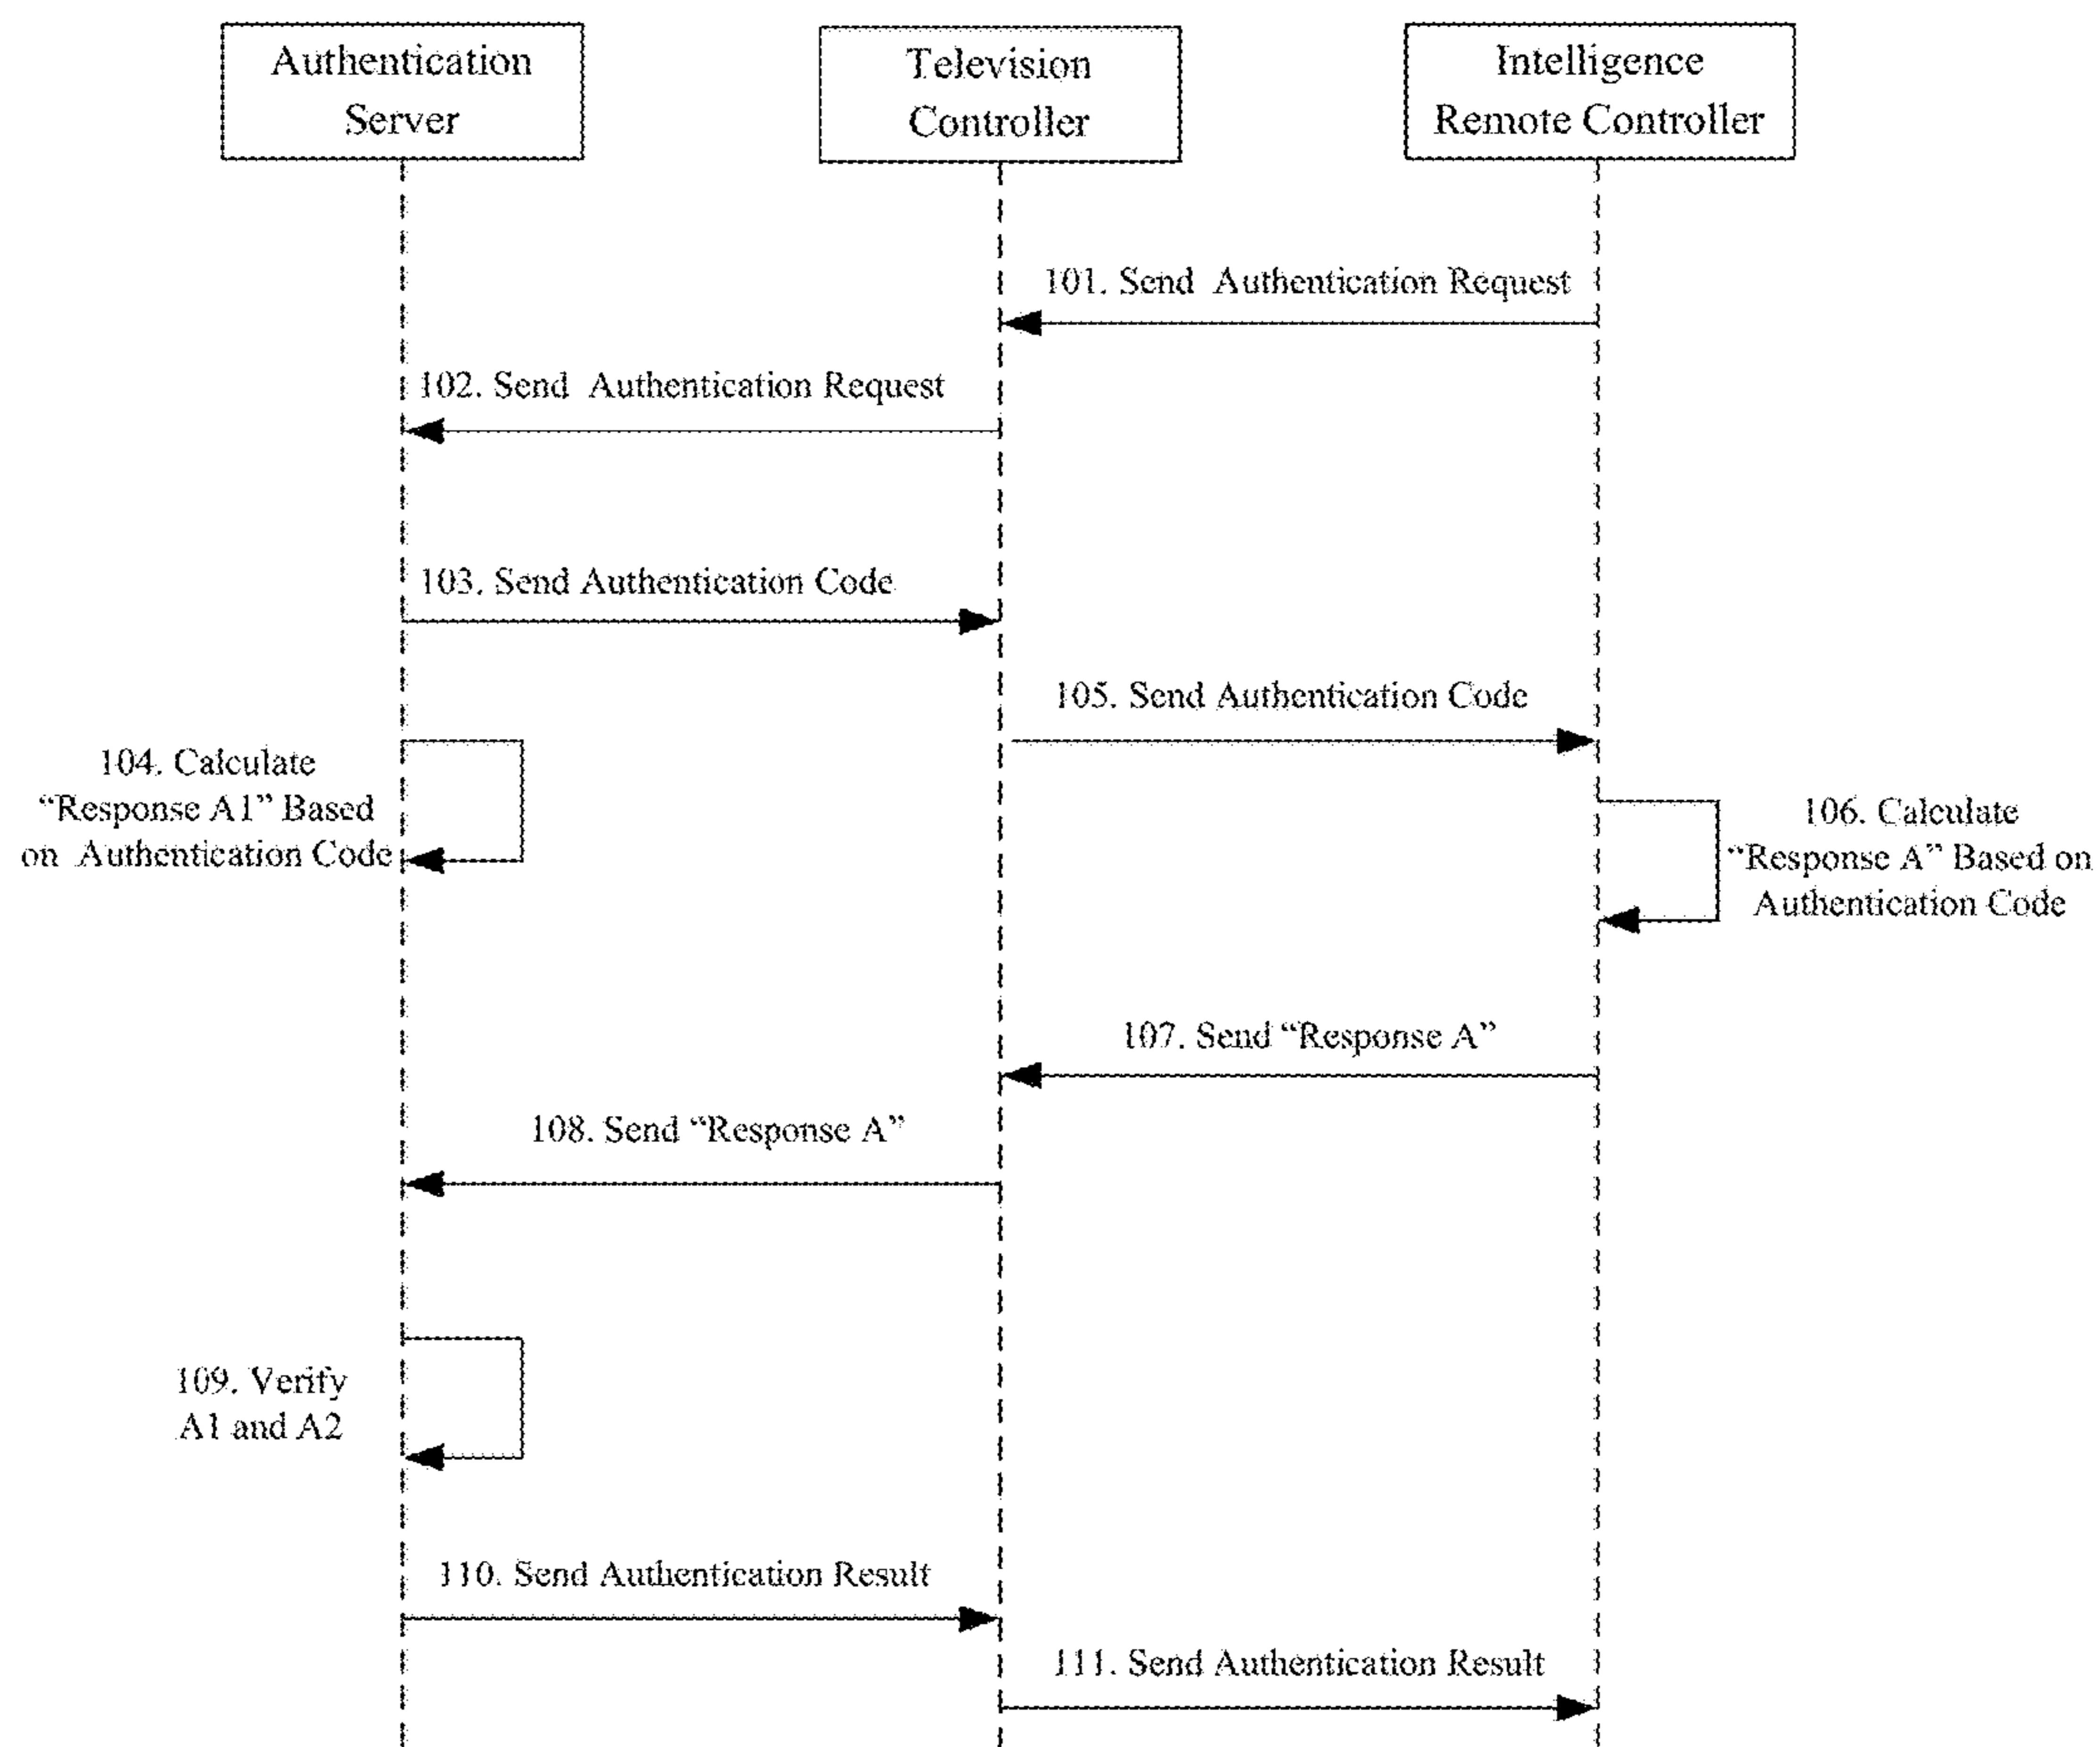 Authentication
Server
Television
Controller
Intelligence
Remote Controller
101. Send Authentication Request
102. Send Authentication Request
103. Send Authentication Code
105. Send Authentication Code
104. Calculate
“Response A1” Based
on Authentication Code
106. Calculate
“Response A” Based on
Authentication Code
107. Send “Response A”
108. Send “Response A”
109. Verify
A1 and A2
110. Send Authentication Result
111. Send Authentication Result